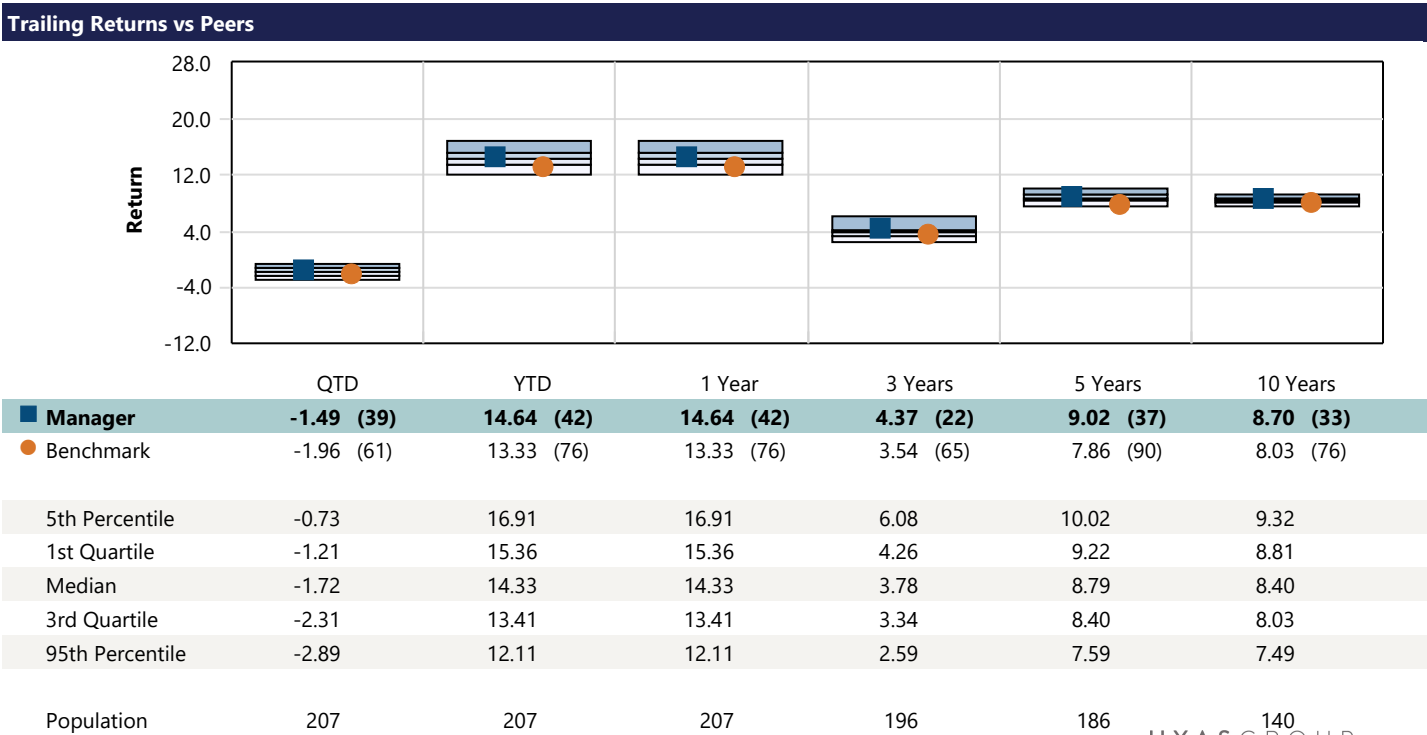 Trailing Returns vs Peers
28.0
20.0
12.0
4.0
-4.0
-12.0
Return
QTD YTD 1 Year 3 Years 5 Years 10 Years
Manager -1.49 (39) 14.64 (42) 14.64 (42) 4.37 (22) 9.02 (37) 8.70 (33)
Benchmark -1.96 (61) 13.33 (76) 13.33 (76) 3.54 (65) 7.86 (90) 8.03 (76)
5th Percentile -0.73 16.91 16.91 6.08 10.02 9.32
1st Quartile -1.21 15.36 15.36 4.26 9.22 8.81
Median -1.72 14.33 14.33 3.78 8.79 8.40
3rd Quartile -2.31 13.41 13.41 3.34 8.40 8.03
95th Percentile -2.89 12.11 12.11 2.59 7.59 7.49
Population 207 207 207 196 186 140